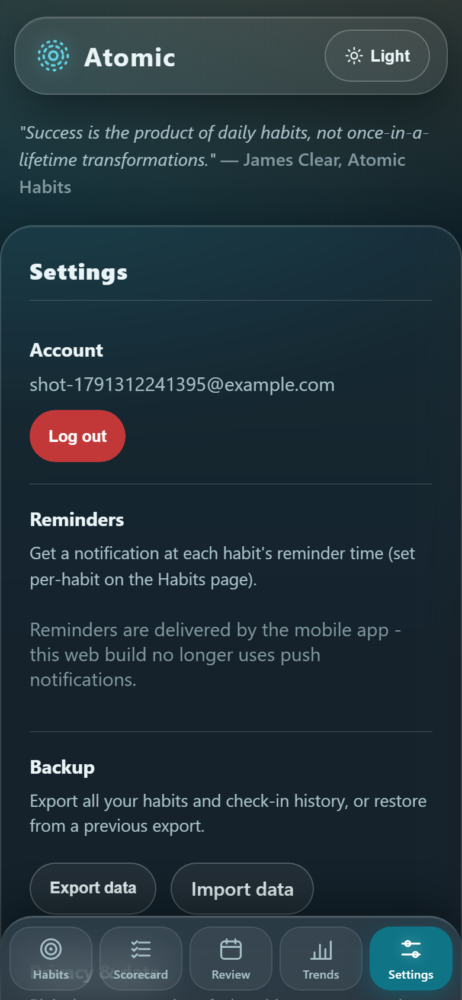 Atomic
Light
"Success is the product of daily habits, not once-in-a-
lifetime transformations." — James Clear, Atomic
Habits
Settings
Account
shot-1791312241395@example.com
Log out
Reminders
Get a notification at each habit's reminder time (set
per-habit on the Habits page).
Reminders are delivered by the mobile app -
this web build no longer uses push
notifications.
Backup
Export all your habits and check-in history, or restore
from a previous export.
Export data
Import data
Privacy & data
Habits
Scorecard
Review
Trends
Settings